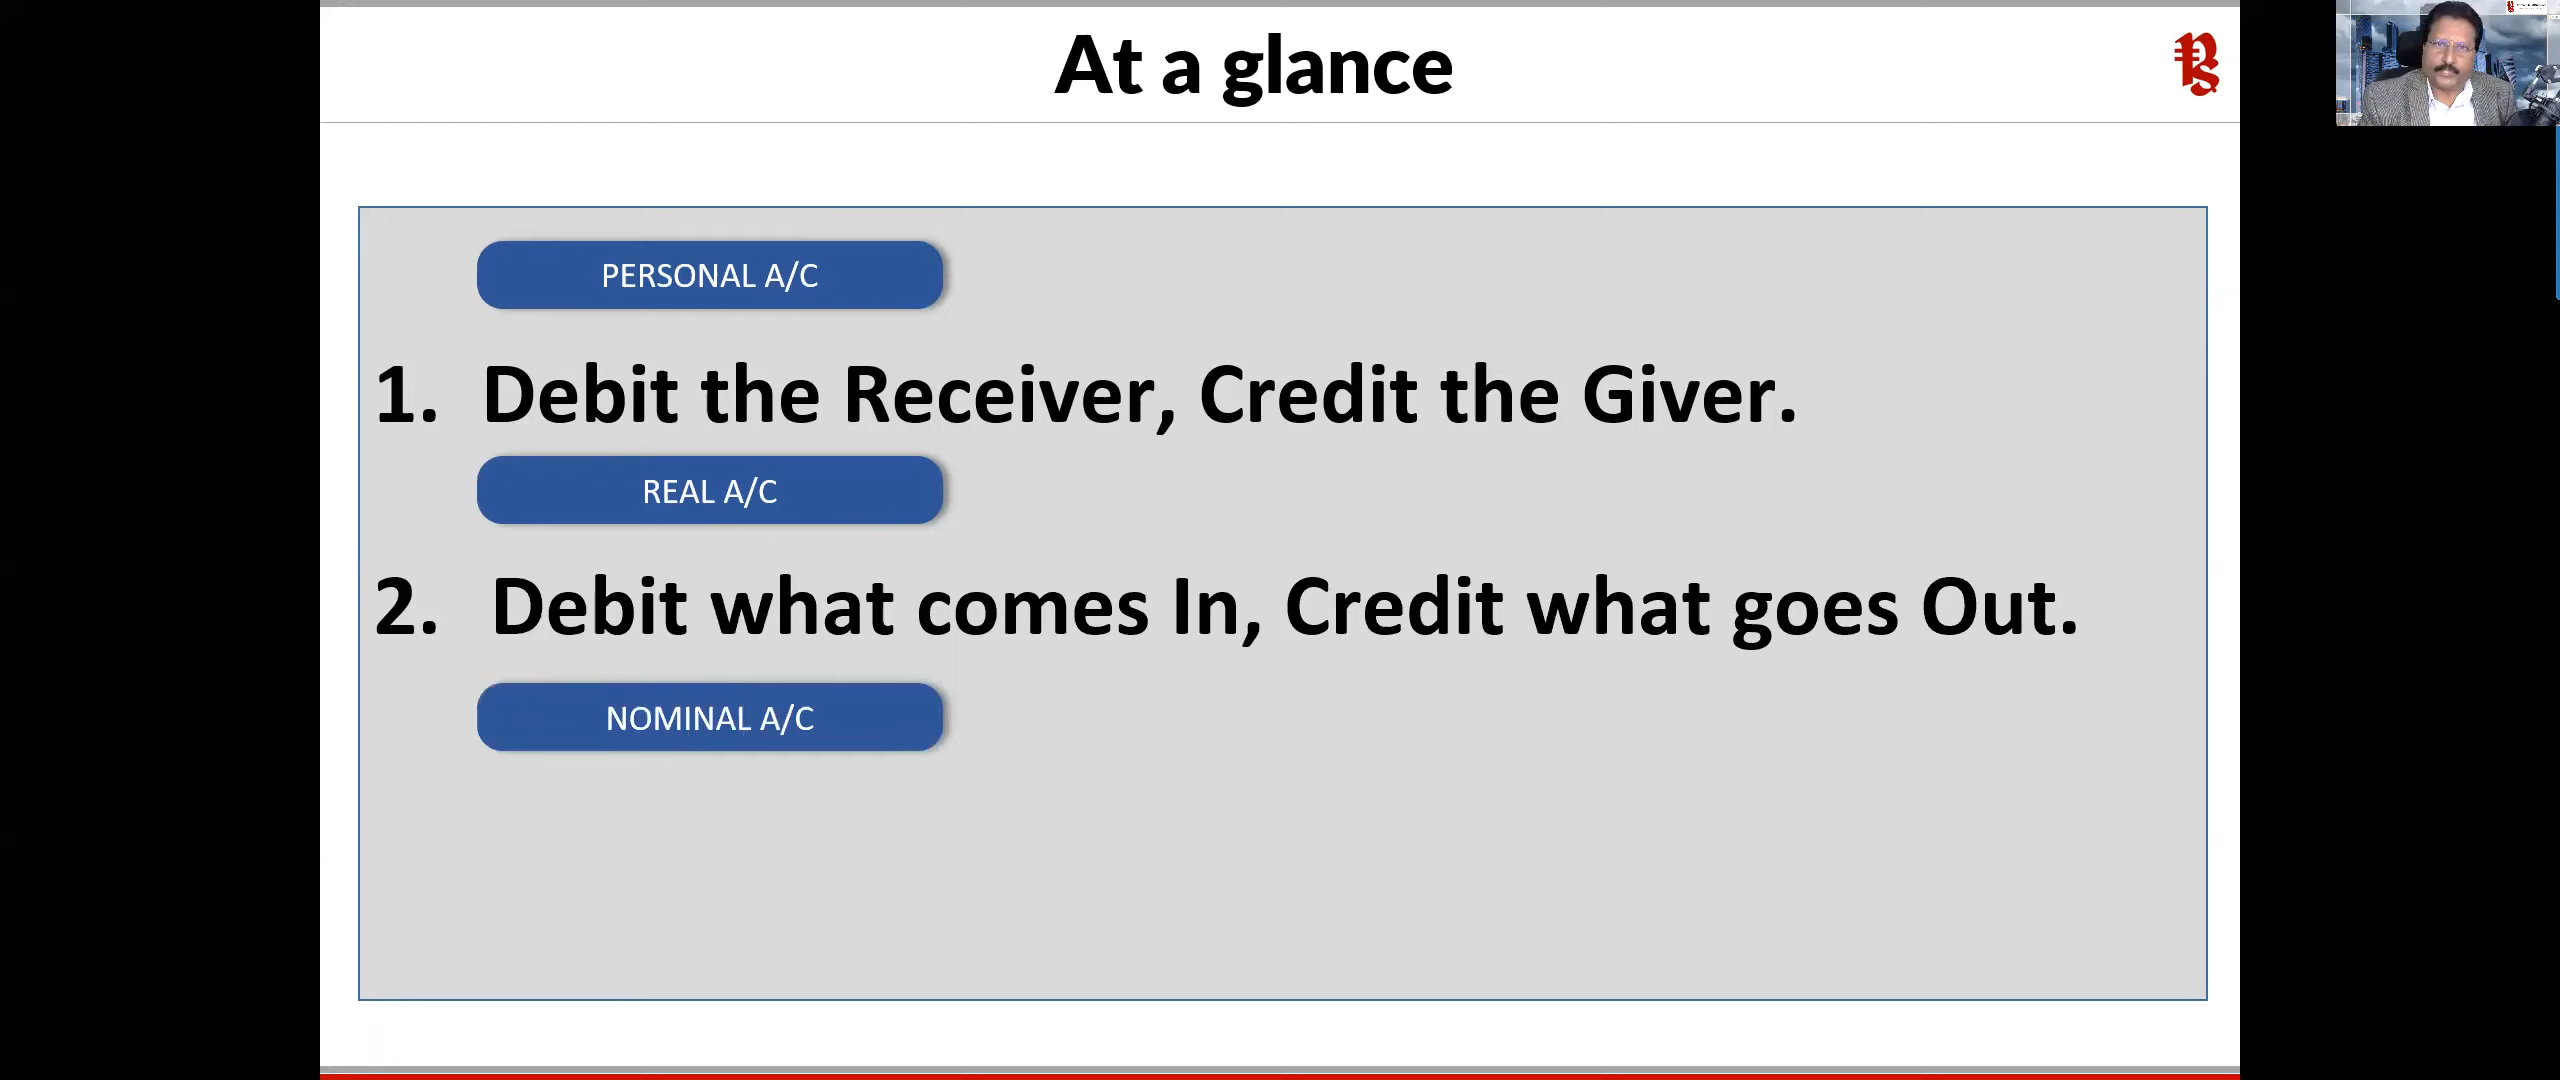 At a glance
PERSONAL A/C
1. Debit the Receiver, Credit the Giver.
REAL A/C
2. Debit what comes In, Credit what goes Out.
NOMINAL A/C